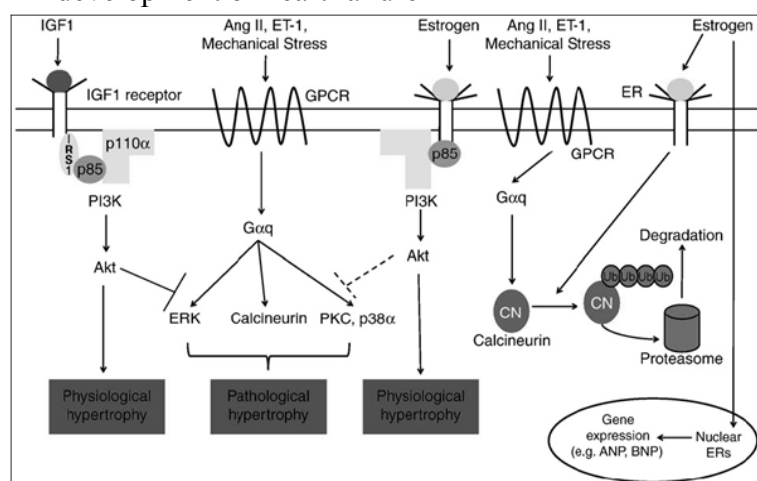 IGF1
Ang II, ET-1,
Mechanical Stress
Estrogen
Ang II, ET-1,
Mechanical Stress
Estrogen
IGF1 receptor
GPCR
ER
IRS1
p85
p110α
p85
GPCR
PI3K
PI3K
Gαq
Gαq
Degradation
Akt
Akt
Ub Ub Ub Ub
CN
CN
ERK
Calcineurin
PKC, p38α
Calcineurin
Proteasome
Physiological
hypertrophy
Pathological
hypertrophy
Physiological
hypertrophy
Gene
expression
(e.g. ANP, BNP)
Nuclear
ERs